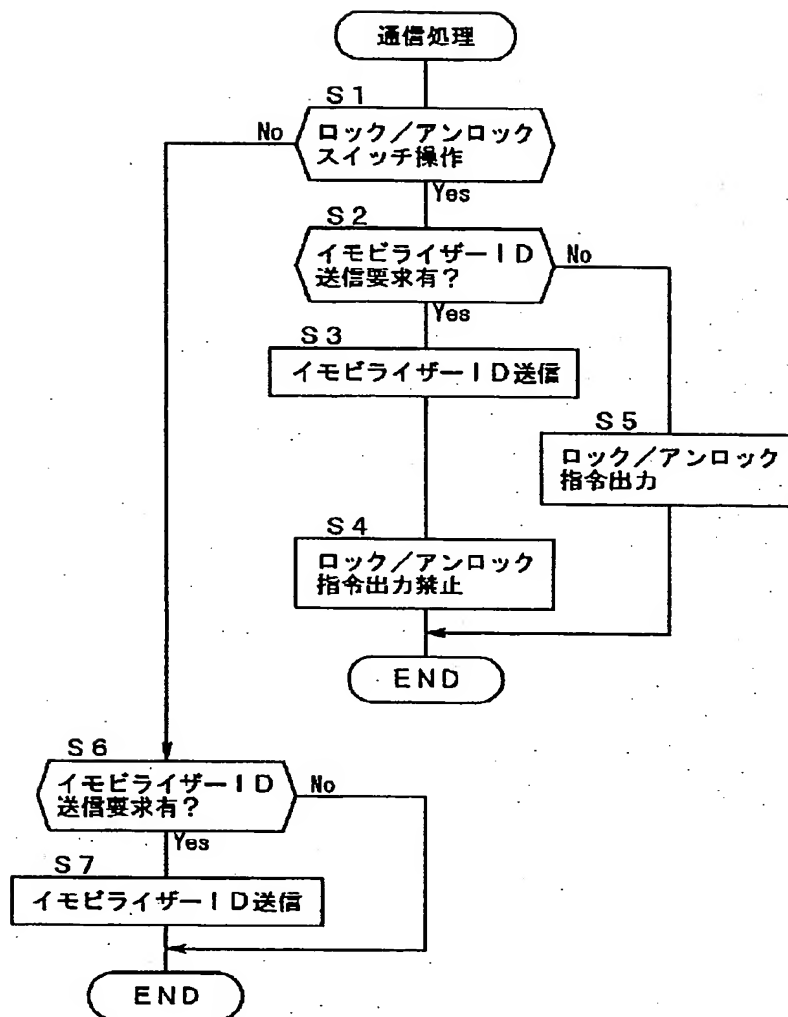 通信処理
S1
ロック／アンロック
スイッチ操作
No
Yes
S2
イモビライザーID
送信要求有？
No
Yes
S3
イモビライザーID送信
S5
ロック／アンロック
指令出力
S4
ロック／アンロック
指令出力禁止
END
S6
イモビライザーID
送信要求有？
No
Yes
S7
イモビライザーID送信
END